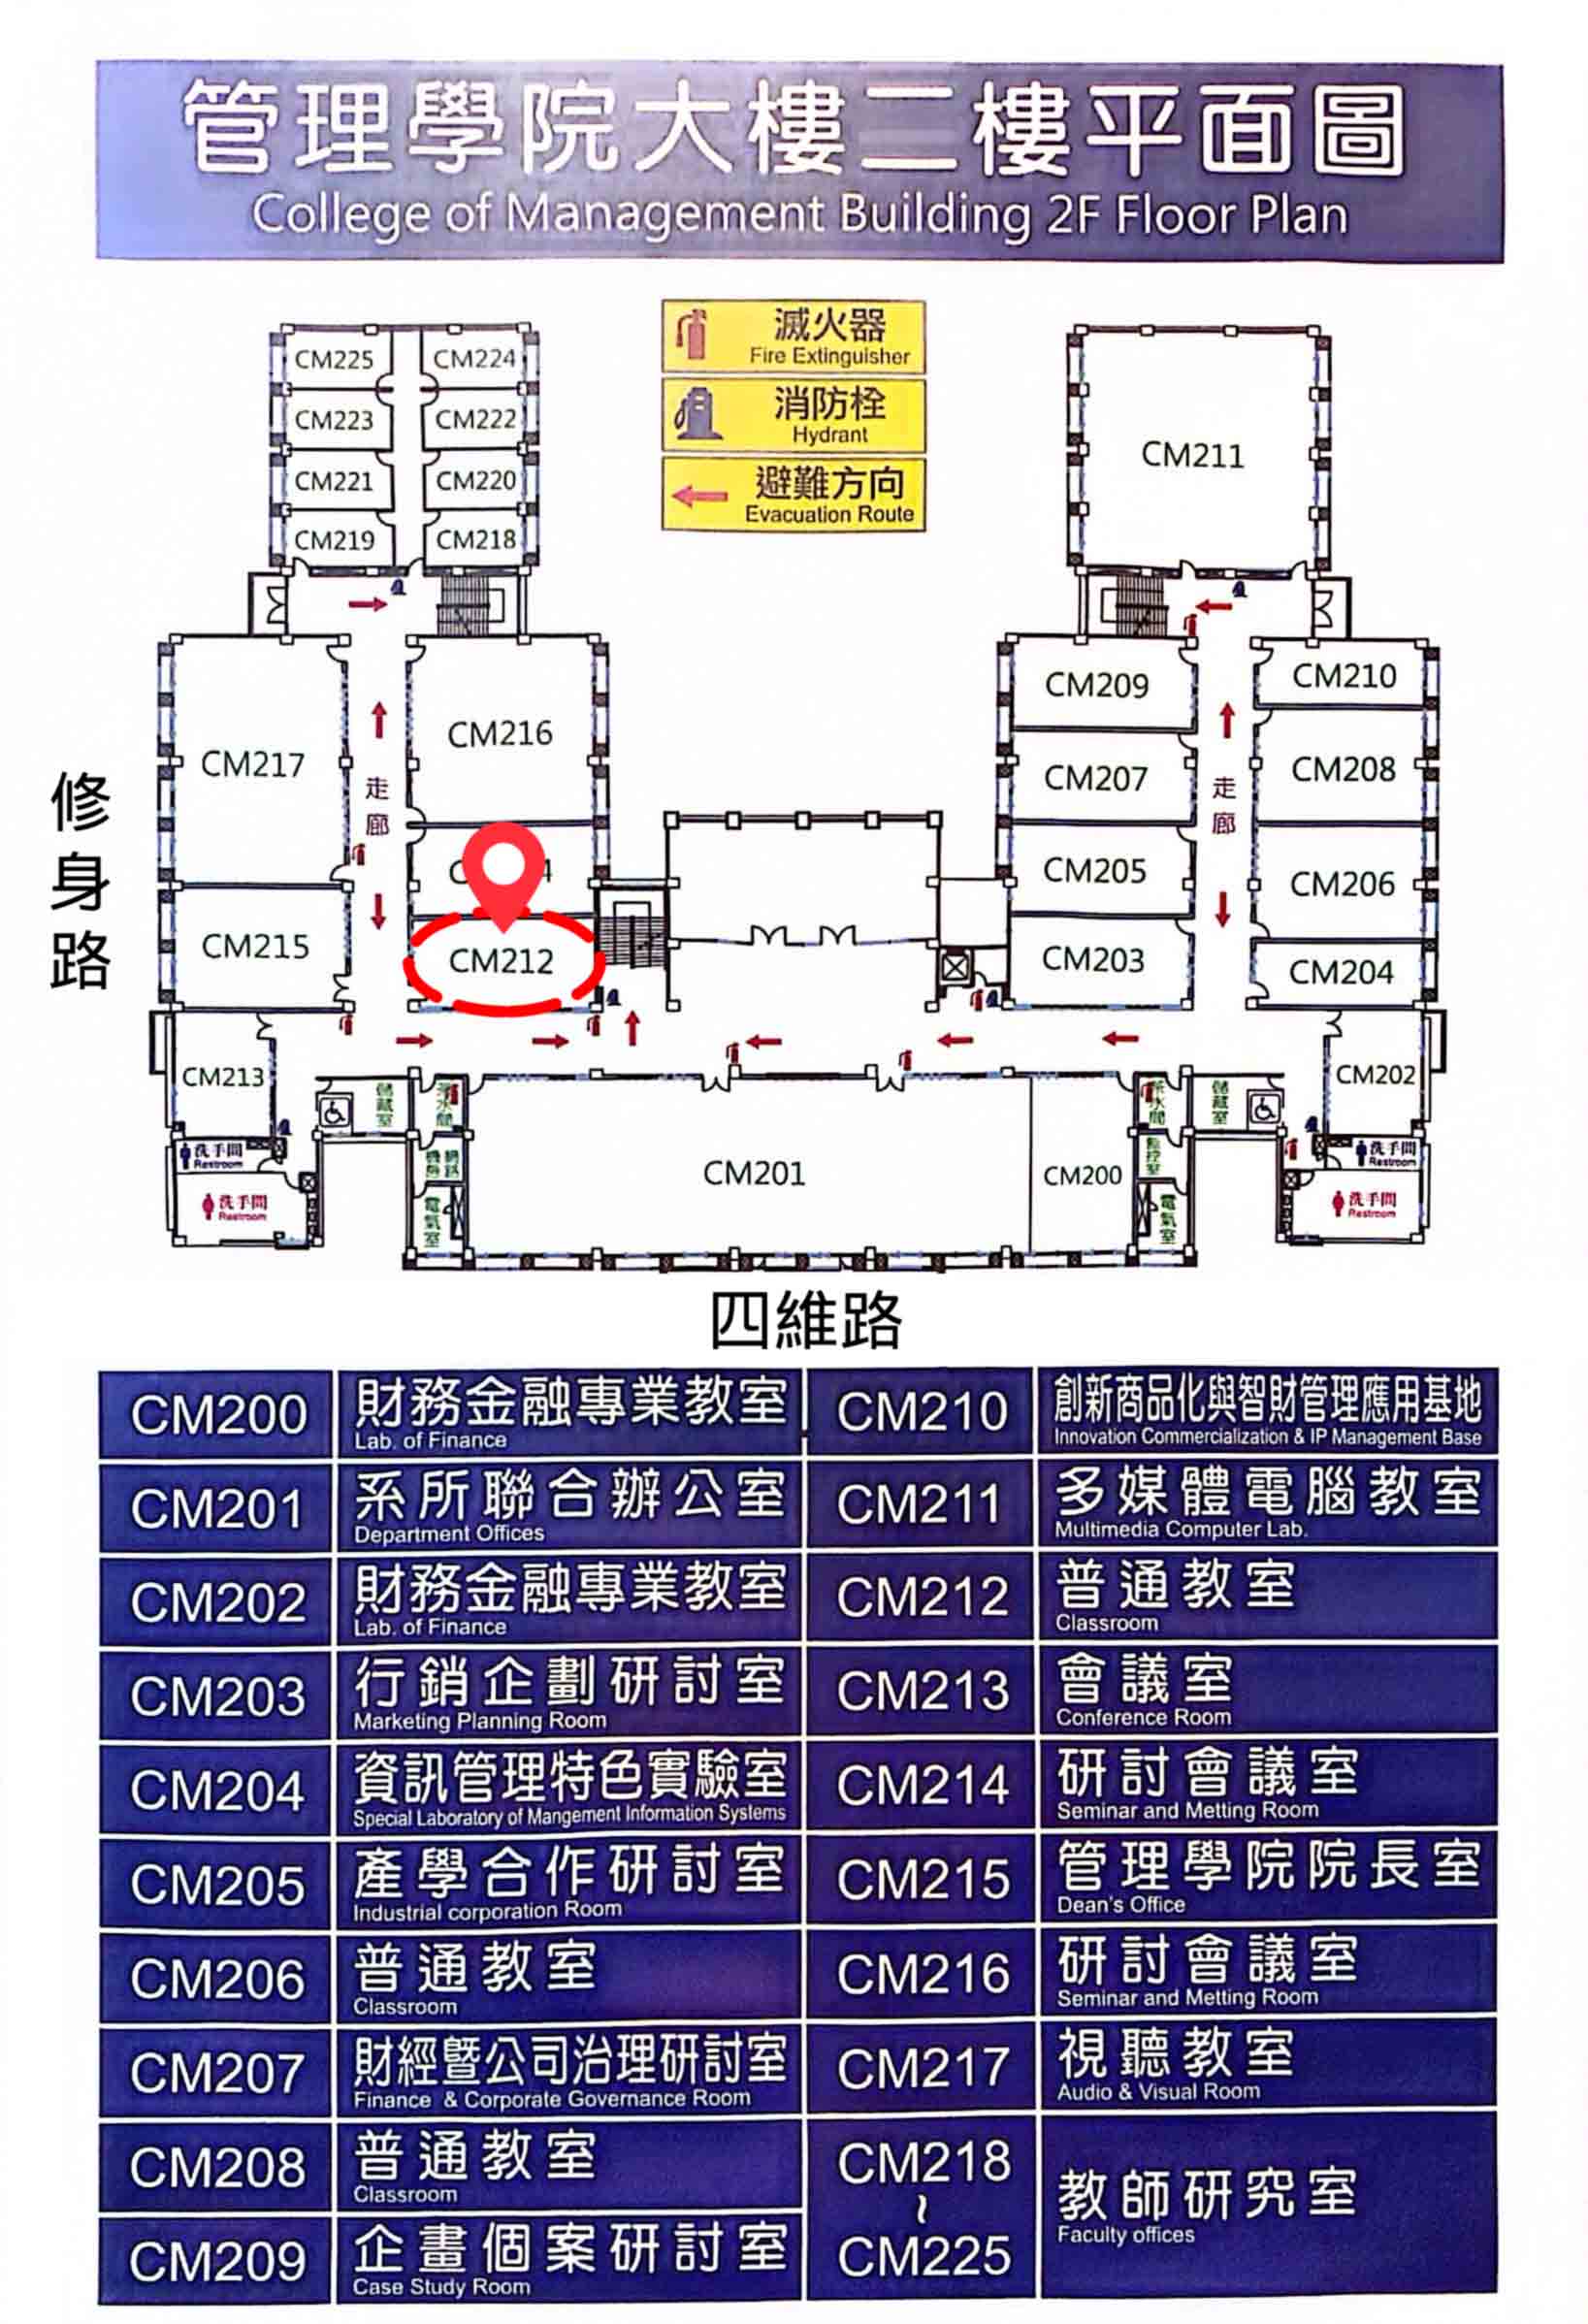 管理學院大樓二樓平面圖
College of Management Building 2F Floor Plan
滅火器
Fire Extinguisher
消防栓
Hydrant
避難方向
Evacuation Route
CM225
CM224
CM223
CM222
CM221
CM220
CM219
CM218
CM211
CM217
CM216
走廊
CM215
CM212
CM213
CM209
CM210
CM207
CM208
走廊
CM205
CM206
CM203
CM204
CM202
修身路
儲藏室
茶水間
電氣室
洗手間
Restroom
洗手間
Restroom
CM201
CM200
茶水間
儲藏室
監控室
電氣室
洗手間
Restroom
洗手間
Restroom
四維路
CM200
財務金融專業教室
Lab. of Finance
CM210
創新商品化與智財管理應用基地
Innovation Commercialization & IP Management Base
CM201
系所聯合辦公室
Department Offices
CM211
多媒體電腦教室
Multimedia Computer Lab.
CM202
財務金融專業教室
Lab. of Finance
CM212
普通教室
Classroom
CM203
行銷企劃研討室
Marketing Planning Room
CM213
會議室
Conference Room
CM204
資訊管理特色實驗室
Special Laboratory of Mangement Information Systems
CM214
研討會議室
Seminar and Metting Room
CM205
產學合作研討室
Industrial corporation Room
CM215
管理學院院長室
Dean's Office
CM206
普通教室
Classroom
CM216
研討會議室
Seminar and Metting Room
CM207
財經暨公司治理研討室
Finance & Corporate Governance Room
CM217
視聽教室
Audio & Visual Room
CM208
普通教室
Classroom
CM218
~
CM225
教師研究室
Faculty offices
CM209
企畫個案研討室
Case Study Room